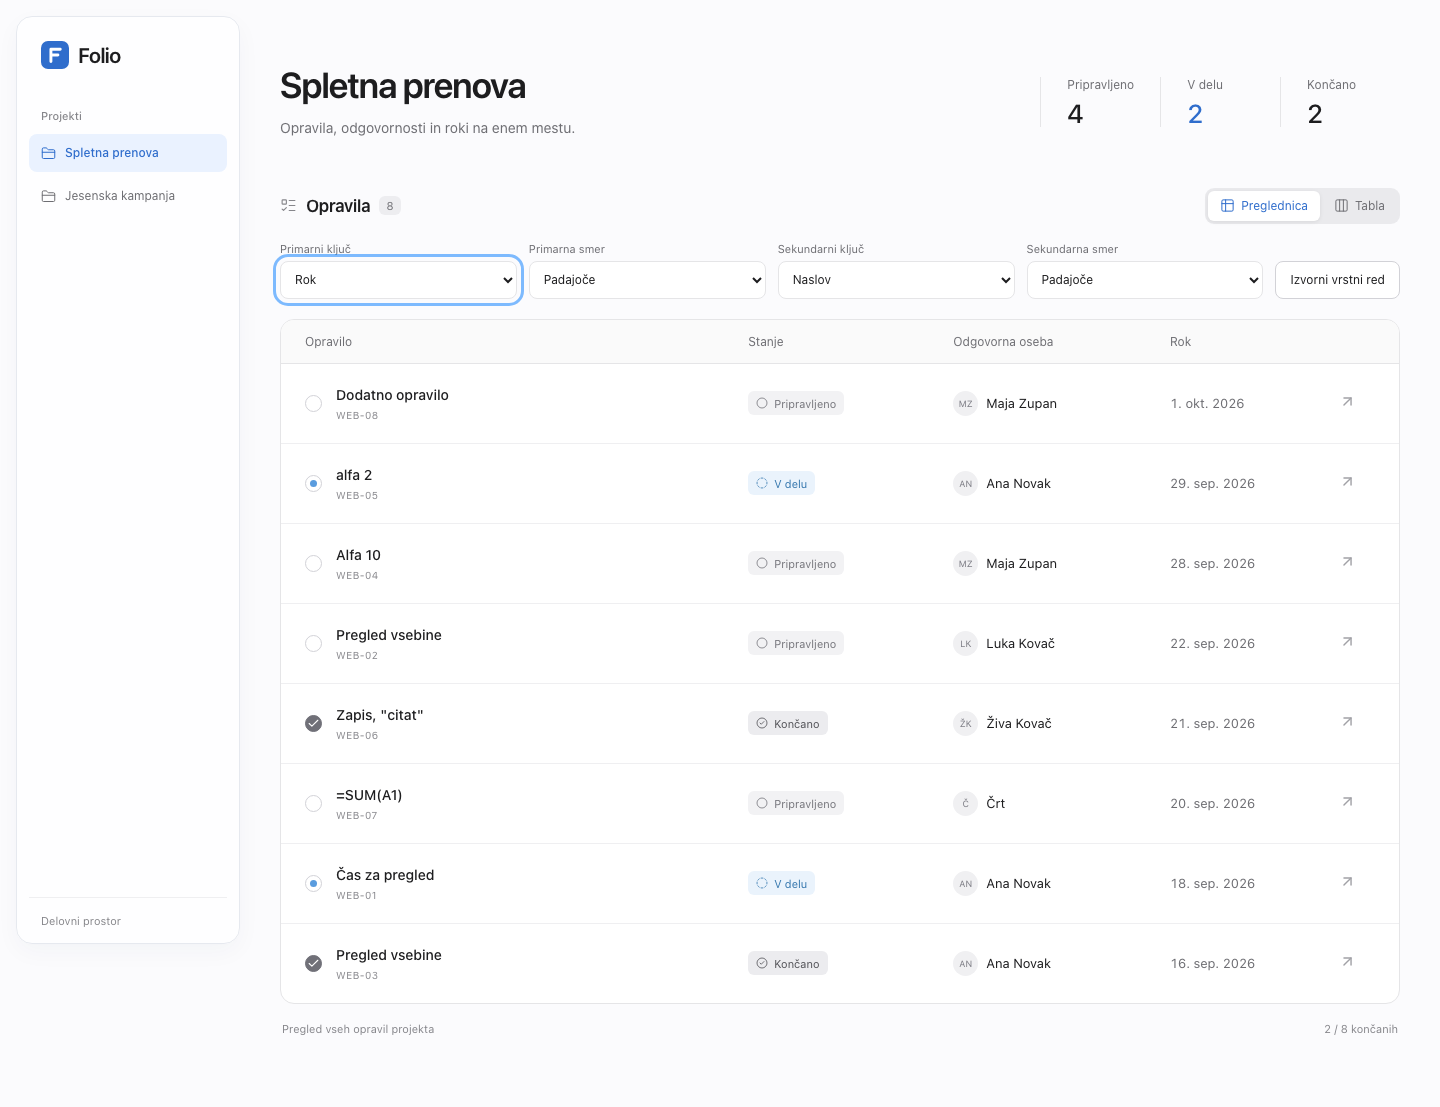 Folio
Projekti
Spletna prenova
Jesenska kampanja
Delovni prostor
Spletna prenova
Opravila, odgovornosti in roki na enem mestu.
Pripravljeno
4
V delu
2
Končano
2
Opravila 8
Preglednica
Tabla
Primarni ključ
Rok
Primarna smer
Padajoče
Sekundarni ključ
Naslov
Sekundarna smer
Padajoče
Izvorni vrstni red
Opravilo Stanje Odgovorna oseba Rok
Dodatno opravilo
WEB-08
Pripravljeno
MZ Maja Zupan
1. okt. 2026
alfa 2
WEB-05
V delu
AN Ana Novak
29. sep. 2026
Alfa 10
WEB-04
Pripravljeno
MZ Maja Zupan
28. sep. 2026
Pregled vsebine
WEB-02
Pripravljeno
LK Luka Kovač
22. sep. 2026
Zapis, "citat"
WEB-06
Končano
ŽK Živa Kovač
21. sep. 2026
=SUM(A1)
WEB-07
Pripravljeno
Č Črt
20. sep. 2026
Čas za pregled
WEB-01
V delu
AN Ana Novak
18. sep. 2026
Pregled vsebine
WEB-03
Končano
AN Ana Novak
16. sep. 2026
Pregled vseh opravil projekta
2 / 8 končanih